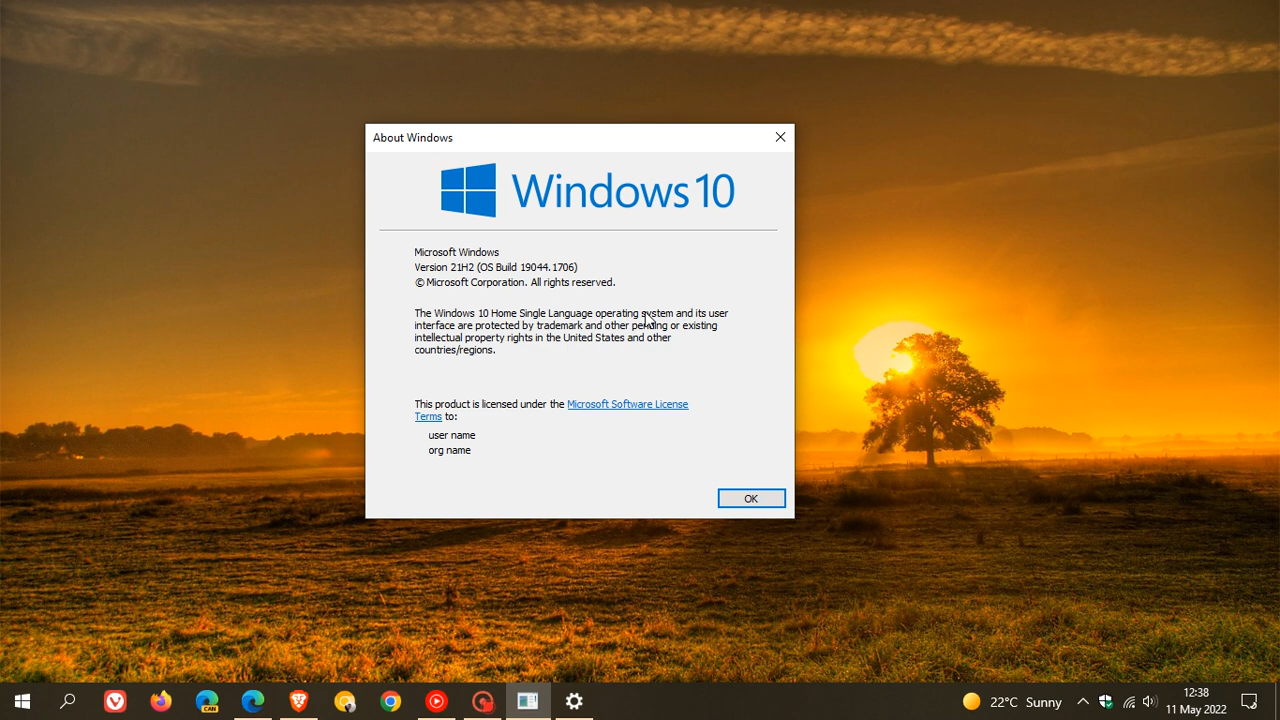 About Windows
Windows 10
Microsoft Windows
Version 21H2 (OS Build 19044.1706)
© Microsoft Corporation. All rights reserved.
The Windows 10 Home Single Language operating system and its user
interface are protected by trademark and other pending or existing
intellectual property rights in the United States and other
countries/regions.
This product is licensed under the Microsoft Software License
Terms to:
user name
org name
OK
CAN
22°C Sunny
12:38
11 May 2022